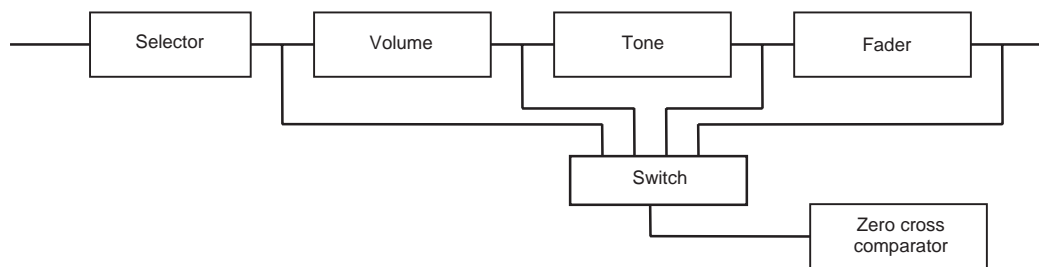 Selector
Volume
Tone
Fader
Switch
Zero cross
comparator